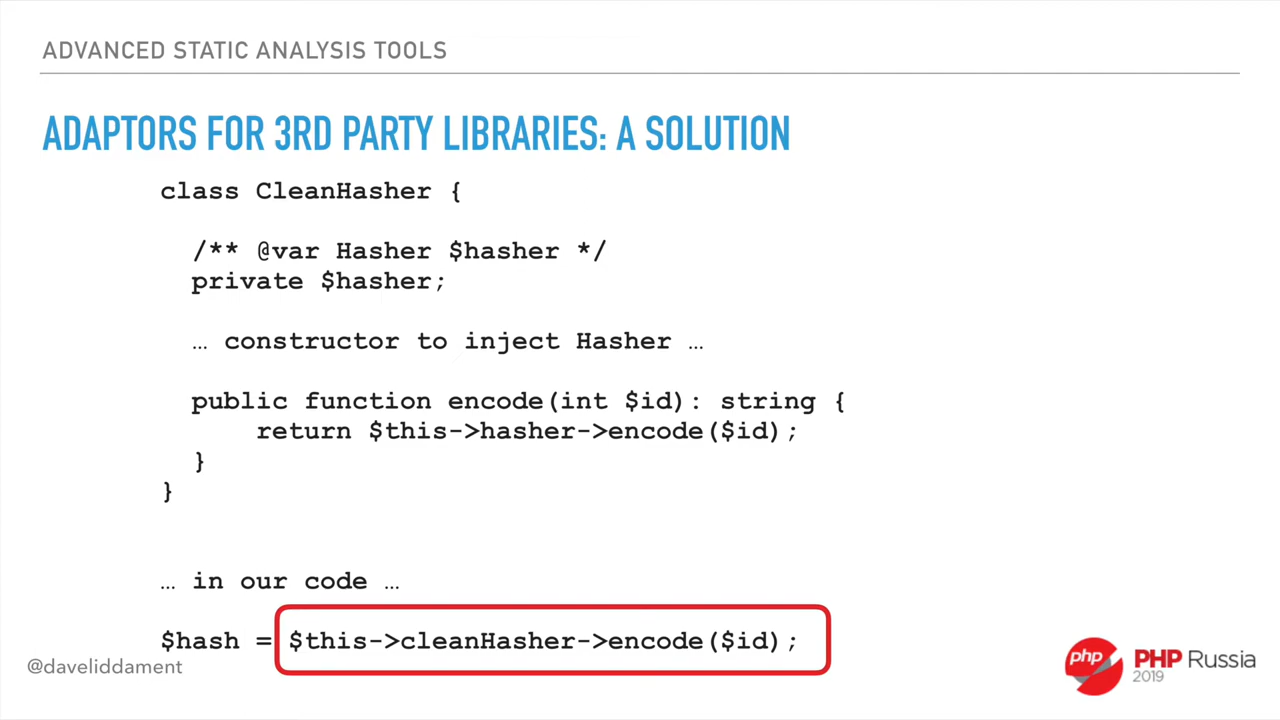 ADVANCED STATIC ANALYSIS TOOLS
ADAPTORS FOR 3RD PARTY LIBRARIES: A SOLUTION
class CleanHasher {
/** @var Hasher $hasher */
private $hasher;
… constructor to inject Hasher …
public function encode(int $id): string {
return $this->hasher->encode($id);
}
}
… in our code …
$hash = $this->cleanHasher->encode($id);
@daveliddament
php PHP Russia
2019